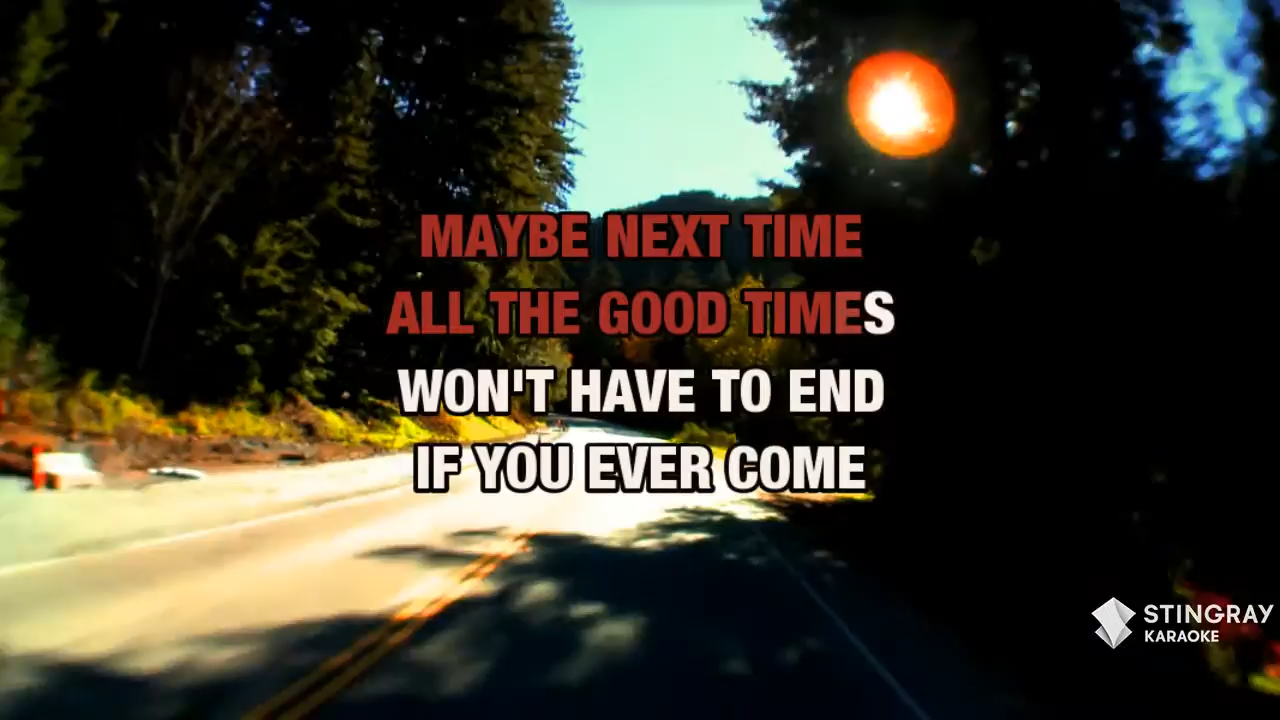 MAYBE NEXT TIME
ALL THE GOOD TIMES
WON'T HAVE TO END
IF YOU EVER COME
STINGRAY
KARAOKE